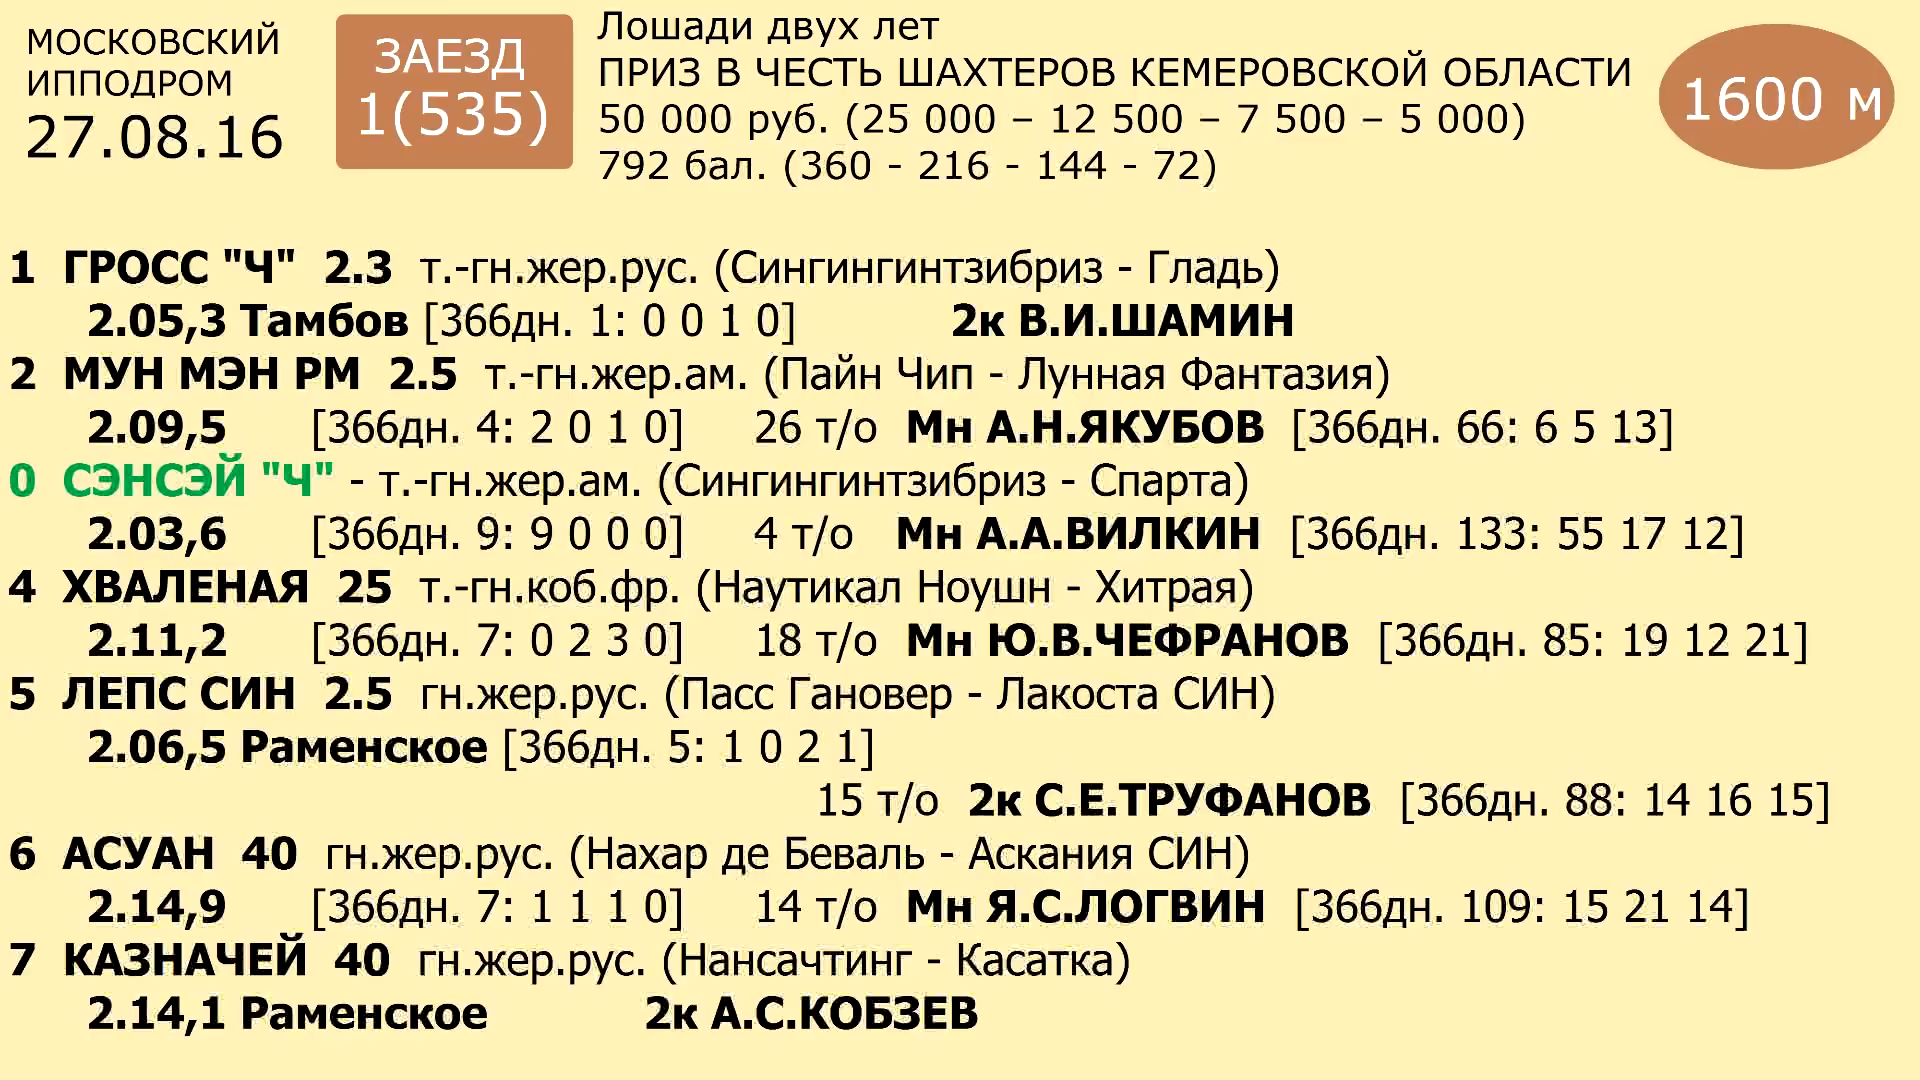 МОСКОВСКИЙ
ИППОДРОМ
27.08.16
ЗАЕЗД
1(535)
Лошади двух лет
ПРИЗ В ЧЕСТЬ ШАХТЕРОВ КЕМЕРОВСКОЙ ОБЛАСТИ
50 000 руб. (25 000 – 12 500 – 7 500 – 5 000)
792 бал. (360 - 216 - 144 - 72)
1600 м
1 ГРОСС "Ч" 2.3 т.-гн.жер.рус. (Сингингинтзибриз - Гладь)
2.05,3 Тамбов [366дн. 1: 0 0 1 0] 2к В.И.ШАМИН
2 МУН МЭН РМ 2.5 т.-гн.жер.ам. (Пайн Чип - Лунная Фантазия)
2.09,5 [366дн. 4: 2 0 1 0] 26 т/о Мн А.Н.ЯКУБОВ [366дн. 66: 6 5 13]
0 СЭНСЭЙ "Ч" - т.-гн.жер.ам. (Сингингинтзибриз - Спарта)
2.03,6 [366дн. 9: 9 0 0 0] 4 т/о Мн А.А.ВИЛКИН [366дн. 133: 55 17 12]
4 ХВАЛЕНАЯ 25 т.-гн.коб.фр. (Наутикал Ноушн - Хитрая)
2.11,2 [366дн. 7: 0 2 3 0] 18 т/о Мн Ю.В.ЧЕФРАНОВ [366дн. 85: 19 12 21]
5 ЛЕПС СИН 2.5 гн.жер.рус. (Пасс Гановер - Лакоста СИН)
2.06,5 Раменское [366дн. 5: 1 0 2 1]
15 т/о 2к С.Е.ТРУФАНОВ [366дн. 88: 14 16 15]
6 АСУАН 40 гн.жер.рус. (Нахар де Беваль - Аскания СИН)
2.14,9 [366дн. 7: 1 1 1 0] 14 т/о Мн Я.С.ЛОГВИН [366дн. 109: 15 21 14]
7 КАЗНАЧЕЙ 40 гн.жер.рус. (Нансачтинг - Касатка)
2.14,1 Раменское 2к А.С.КОБЗЕВ